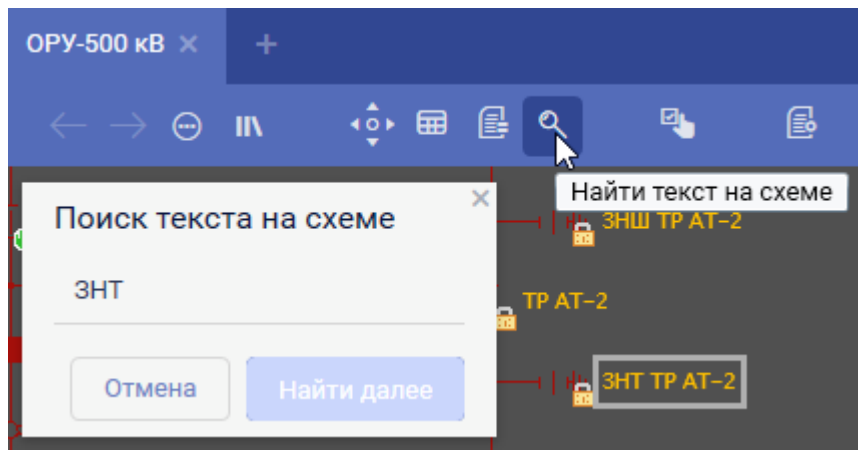 ОРУ-500 кВ
Найти текст на схеме
Поиск текста на схеме
ЗНТ
Отмена
Найти далее
ЗНШ ТР АТ-2
ТР АТ-2
ЗНТ ТР АТ-2